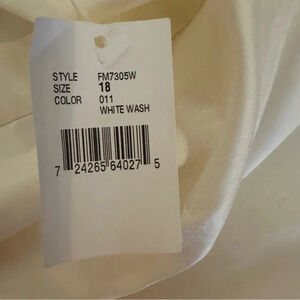 STYLE FM7305W
SIZE 18
COLOR 011
WHITE WASH
7 24265 64027 5